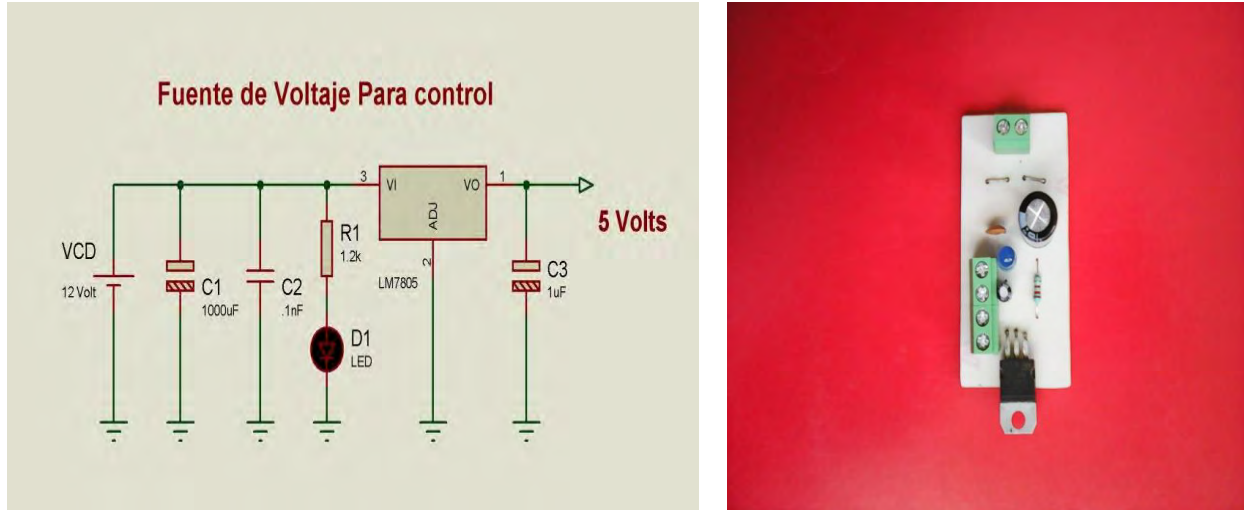 Fuente de Voltaje Para control
3
VI
VO
1
ADJ
2
LM7805
5 Volts
VCD
12 Volt
C1
1000uF
C2
.1nF
R1
1.2k
D1
LED
C3
1uF